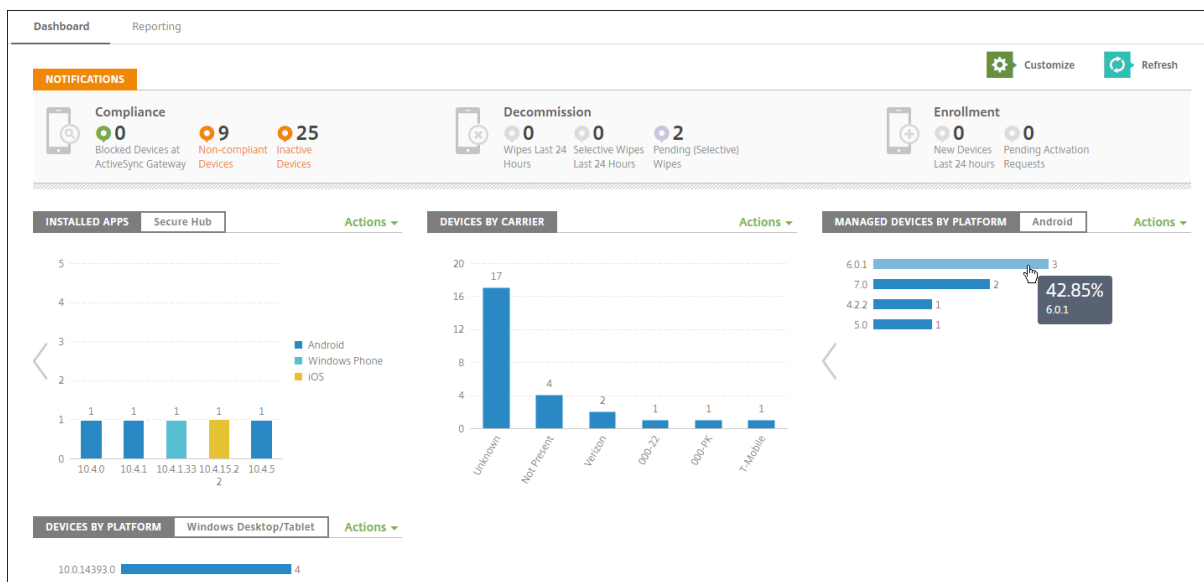 Dashboard Reporting
Customize Refresh
NOTIFICATIONS
Compliance
0 9 25
Blocked Devices at Non-compliant Inactive
ActiveSync Gateway Devices Devices
Decommission
0 0 2
Wipes Last 24 Selective Wipes Pending (Selective)
Hours Last 24 Hours Wipes
Enrollment
0 0
New Devices Pending Activation
Last 24 hours Requests
INSTALLED APPS Secure Hub Actions
5
4
3
2
1
0
1 1 1 1 1
10.4.0 10.4.1 10.4.1.33 10.4.15.2 10.4.5
2
Android
Windows Phone
iOS
DEVICES BY CARRIER Actions
20
16
12
8
4
0
17 4 2 1 1 1
Unknown Not Present Verizon 000-22 000-PK T-Mobile
MANAGED DEVICES BY PLATFORM Android Actions
6.0.1 3
7.0 2
4.2.2 1
5.0 1
42.85%
6.0.1
DEVICES BY PLATFORM Windows Desktop/Tablet Actions
10.0.14393.0 4